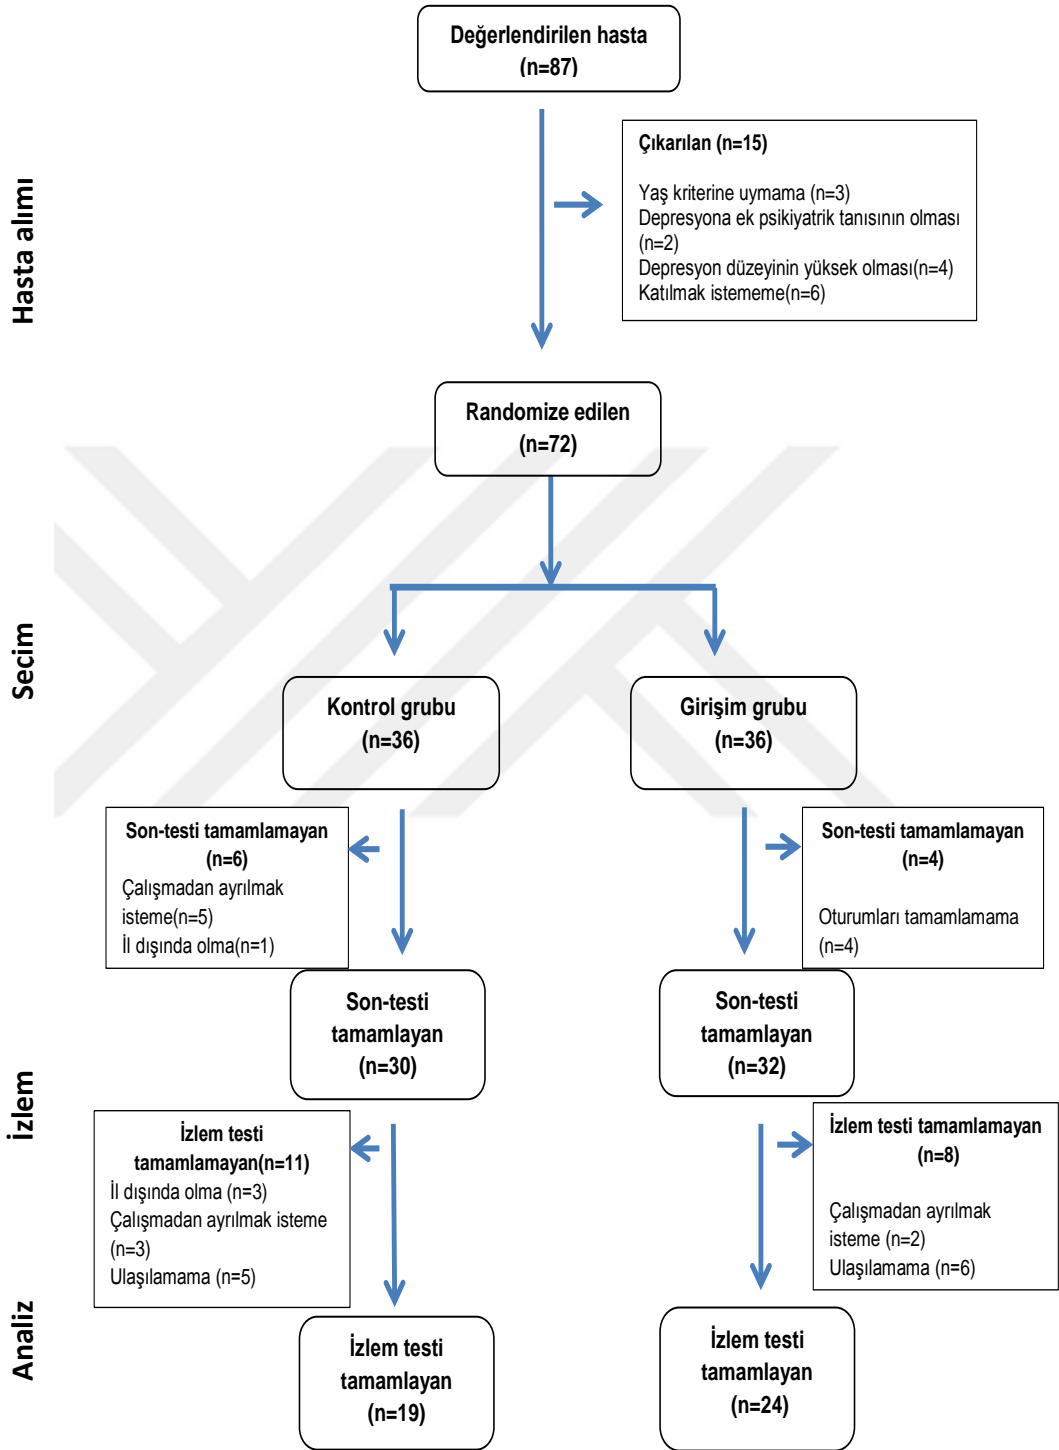 Değerlendirilen hasta
(n=87)
Hasta alımı
Çıkarılan (n=15)
Yaş kriterine uymama (n=3)
Depresyona ek psikiyatrik tanısının olması
(n=2)
Depresyon düzeyinin yüksek olması(n=4)
Katılmak istememe(n=6)
Randomize edilen
(n=72)
Secim
Kontrol grubu
(n=36)
Girişim grubu
(n=36)
Son-testi tamamlamayan
(n=6)
Çalışmadan ayrılmak
isteme(n=5)
İl dışında olma(n=1)
Son-testi tamamlamayan
(n=4)
Oturumları tamamlamama
(n=4)
Son-testi
tamamlayan
(n=30)
Son-testi
tamamlayan
(n=32)
İzlem
İzlem testi
tamamlamayan(n=11)
İl dışında olma (n=3)
Çalışmadan ayrılmak isteme
(n=3)
Ulaşılamama (n=5)
İzlem testi tamamlamayan
(n=8)
Çalışmadan ayrılmak
isteme (n=2)
Ulaşılamama (n=6)
Analiz
İzlem testi
tamamlayan
(n=19)
İzlem testi
tamamlayan
(n=24)